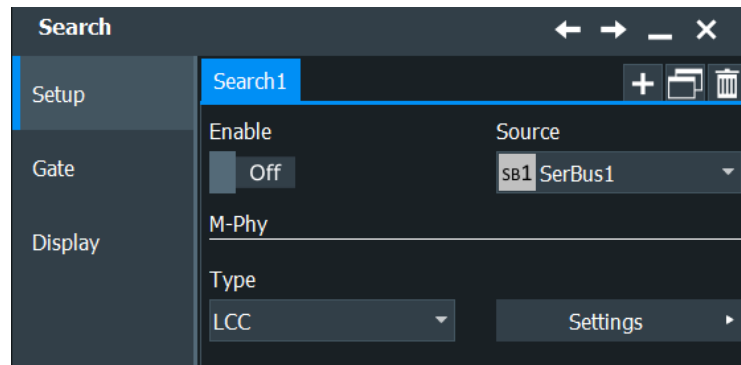 Search
Setup
Gate
Display
Search1
Enable
Source
Off
SB1 SerBus1
M-Phy
Type
LCC
Settings